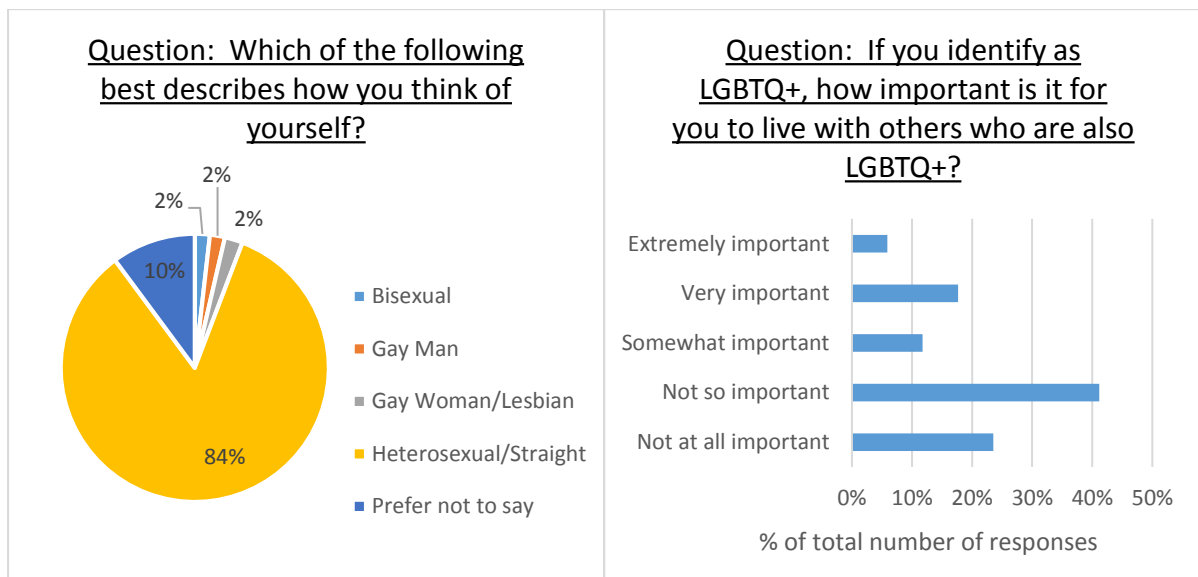 Question:  Which of the following
best describes how you think of
yourself?
2%
2%
2%
10%
84%
Bisexual
Gay Man
Gay Woman/Lesbian
Heterosexual/Straight
Prefer not to say
Question:  If you identify as
LGBTQ+, how important is it for
you to live with others who are also
LGBTQ+?
Extremely important
Very important
Somewhat important
Not so important
Not at all important
0% 10% 20% 30% 40% 50%
% of total number of responses